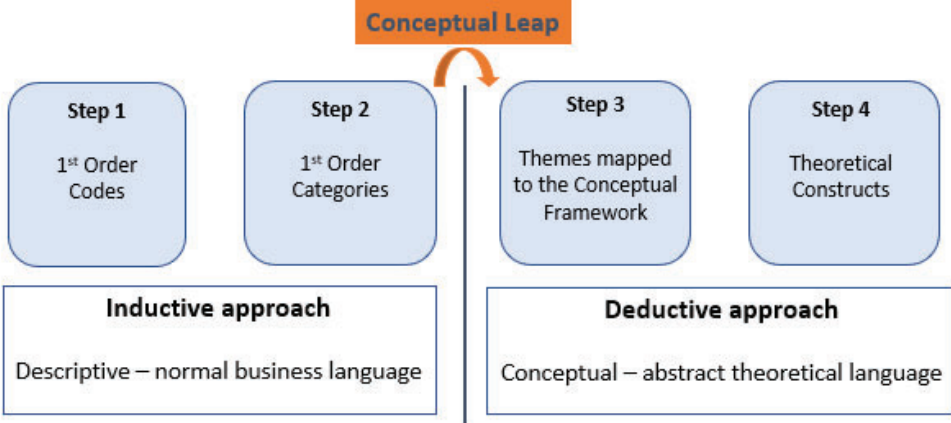 Conceptual Leap
Step 1
1st Order
Codes
Step 2
1st Order
Categories
Step 3
Themes mapped
to the Conceptual
Framework
Step 4
Theoretical
Constructs
Inductive approach
Descriptive – normal business language
Deductive approach
Conceptual – abstract theoretical language